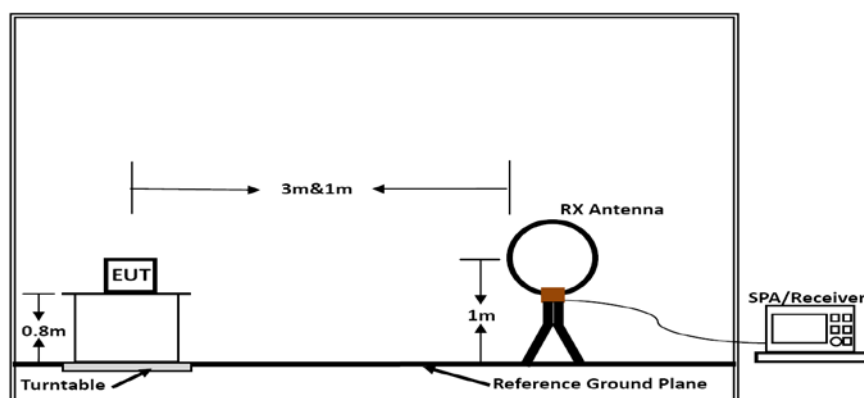 3m&1m
RX Antenna
EUT
SPA/Receiver
0.8m
1m
Turntable
Reference Ground Plane